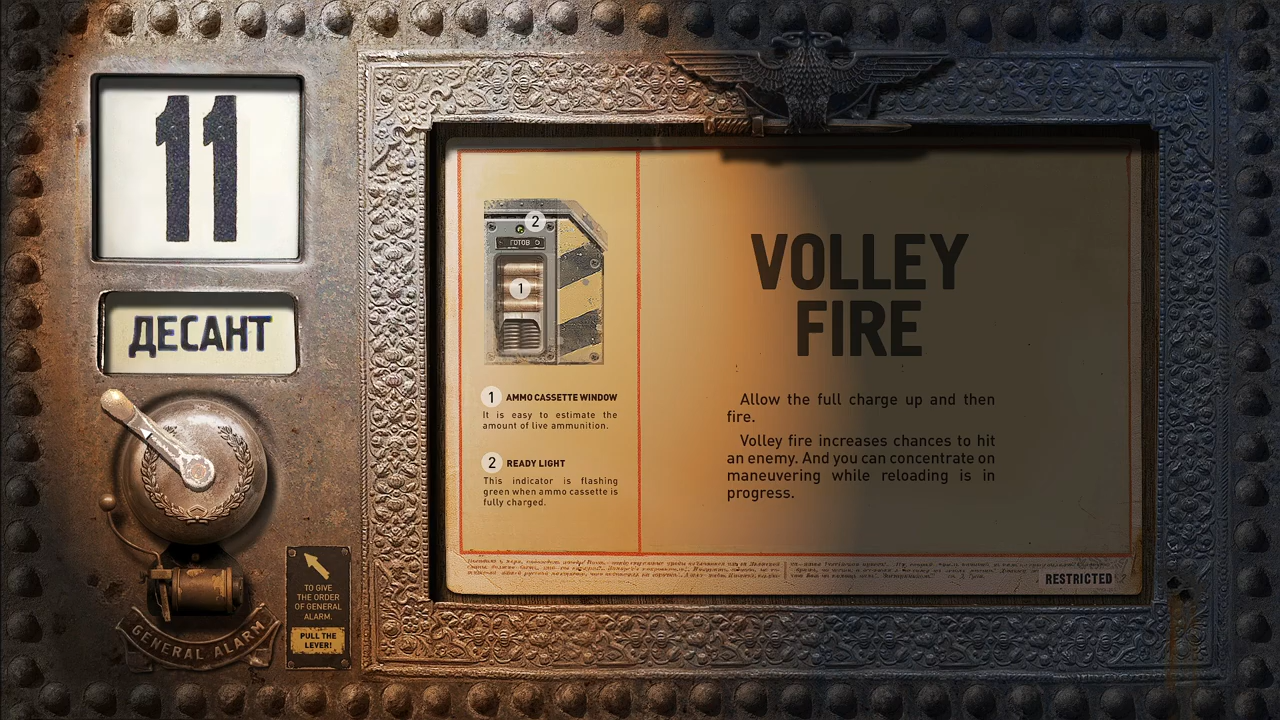 11
ДЕСАНТ
TO GIVE
THE ORDER
OF GENERAL
ALARM.
PULL THE
LEVER!
GENERAL ALARM
2
ГОТОВ
1
1 AMMO CASSETTE WINDOW
It is easy to estimate the
amount of live ammunition.
2 READY LIGHT
This indicator is flashing
green when ammo cassette is
fully charged.
VOLLEY
FIRE
Allow the full charge up and then
fire.
Volley fire increases chances to hit
an enemy. And you can concentrate on
maneuvering while reloading is in
progress.
RESTRICTED